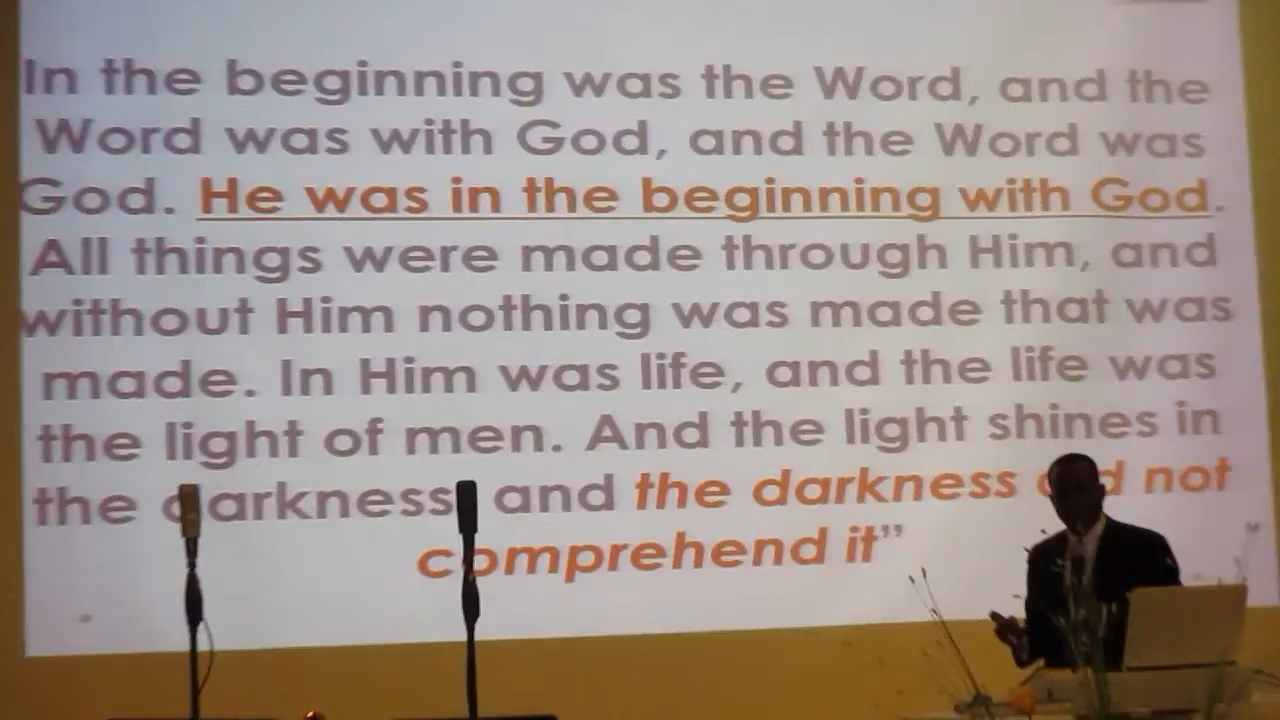 In the beginning was the Word, and the
Word was with God, and the Word was
God. He was in the beginning with God.
All things were made through Him, and
without Him nothing was made that was
made. In Him was life, and the life was
the light of men. And the light shines in
the darkness, and the darkness did not
comprehend it”